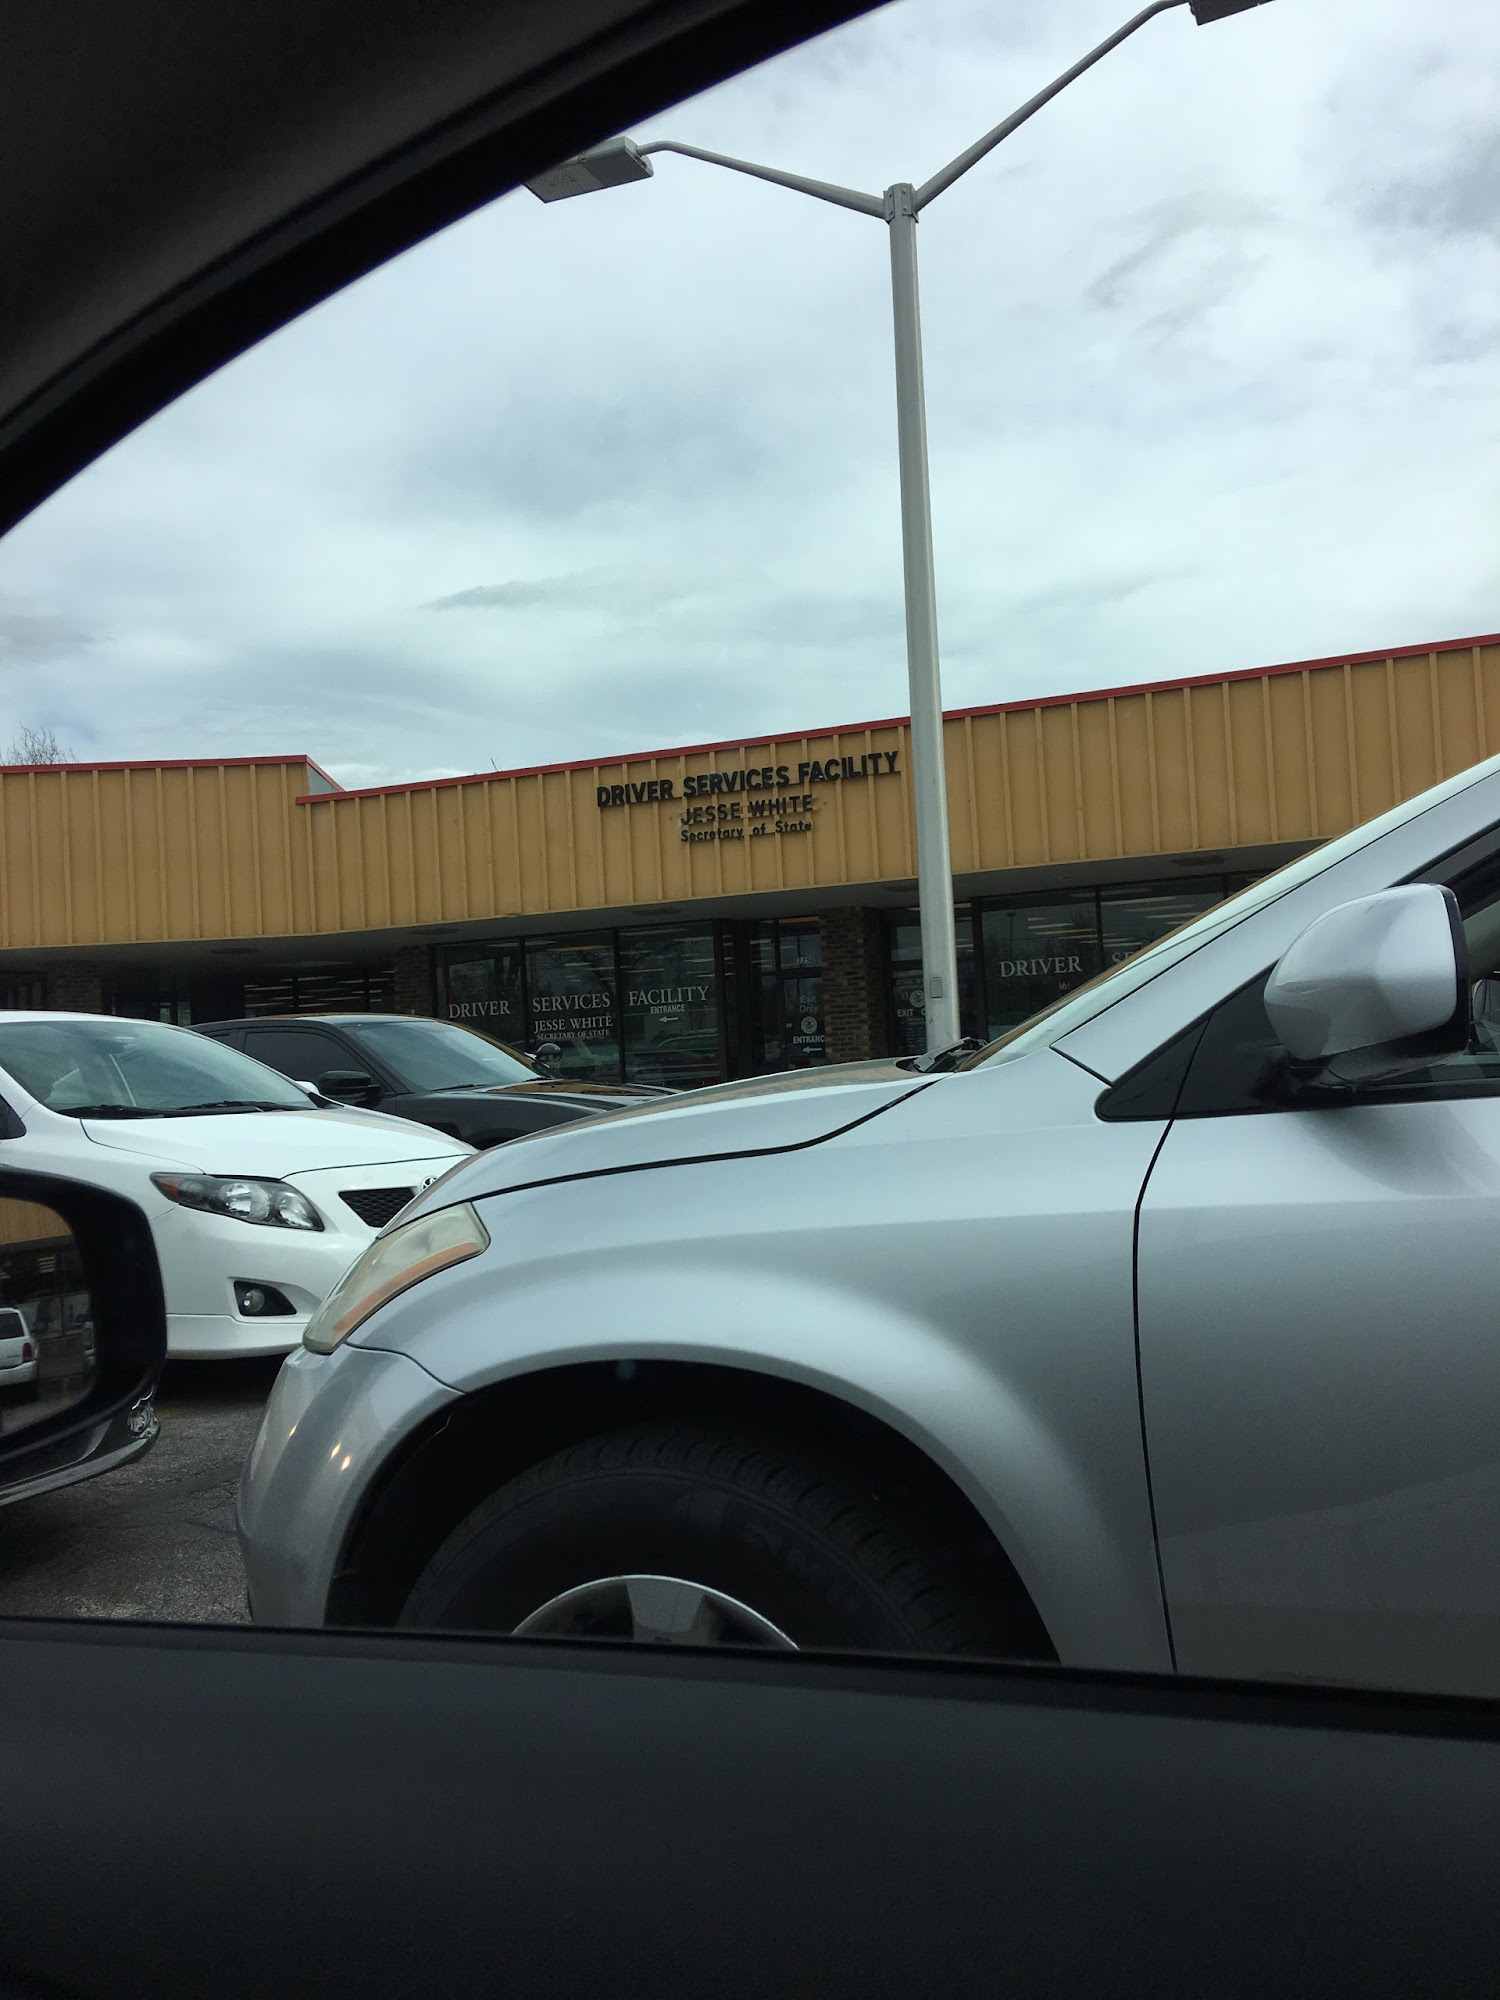 DRIVER SERVICES FACILITY
JESSE WHITE
Secretary of State
DRIVER SERVICES FACILITY
ENTRANCE
JESSE WHITE
SECRETARY OF STATE
Exit
Only
ENTRANC
EXIT
DRIVER